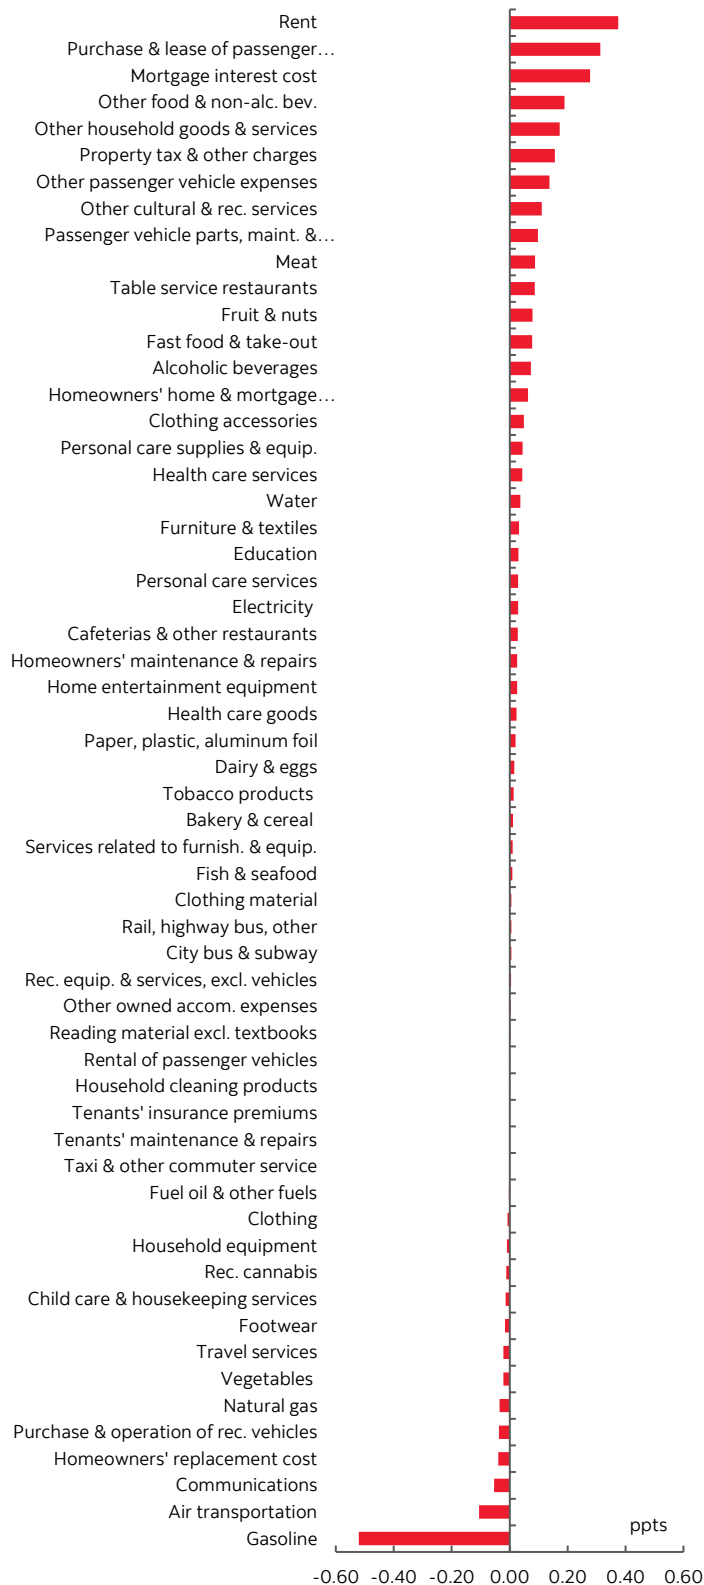 Rent
Purchase & lease of passenger…
Mortgage interest cost
Other food & non-alc. bev.
Other household goods & services
Property tax & other charges
Other passenger vehicle expenses
Other cultural & rec. services
Passenger vehicle parts, maint. &…
Meat
Table service restaurants
Fruit & nuts
Fast food & take-out
Alcoholic beverages
Homeowners' home & mortgage…
Clothing accessories
Personal care supplies & equip.
Health care services
Water
Furniture & textiles
Education
Personal care services
Electricity
Cafeterias & other restaurants
Homeowners' maintenance & repairs
Home entertainment equipment
Health care goods
Paper, plastic, aluminum foil
Dairy & eggs
Tobacco products
Bakery & cereal
Services related to furnish. & equip.
Fish & seafood
Clothing material
Rail, highway bus, other
City bus & subway
Rec. equip. & services, excl. vehicles
Other owned accom. expenses
Reading material excl. textbooks
Rental of passenger vehicles
Household cleaning products
Tenants' insurance premiums
Tenants' maintenance & repairs
Taxi & other commuter service
Fuel oil & other fuels
Clothing
Household equipment
Rec. cannabis
Child care & housekeeping services
Footwear
Travel services
Vegetables
Natural gas
Purchase & operation of rec. vehicles
Homeowners' replacement cost
Communications
Air transportation
ppts
Gasoline
-0.60 -0.40 -0.20 0.00 0.20 0.40 0.60